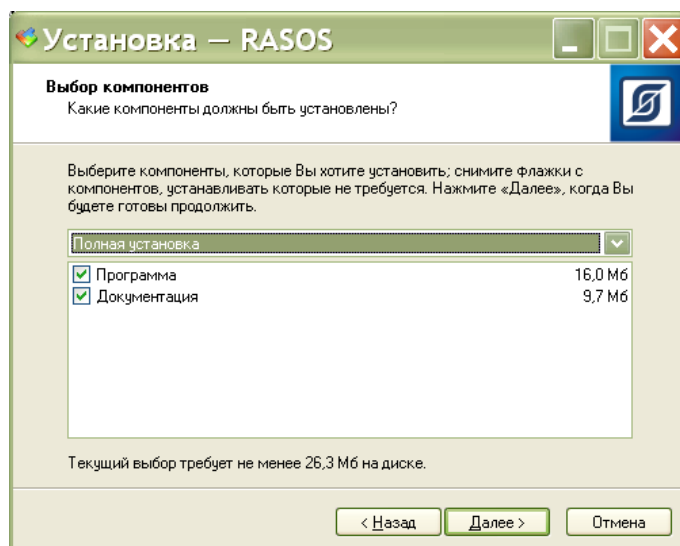 Установка — RASOS
Выбор компонентов
Какие компоненты должны быть установлены?
Выберите компоненты, которые Вы хотите установить; снимите флажки с
компонентов, устанавливать которые не требуется. Нажмите «Далее», когда Вы
будете готовы продолжить.
Полная установка
Программа 16,0 Мб
Документация 9,7 Мб
Текущий выбор требует не менее 26,3 Мб на диске.
< Назад Далее > Отмена